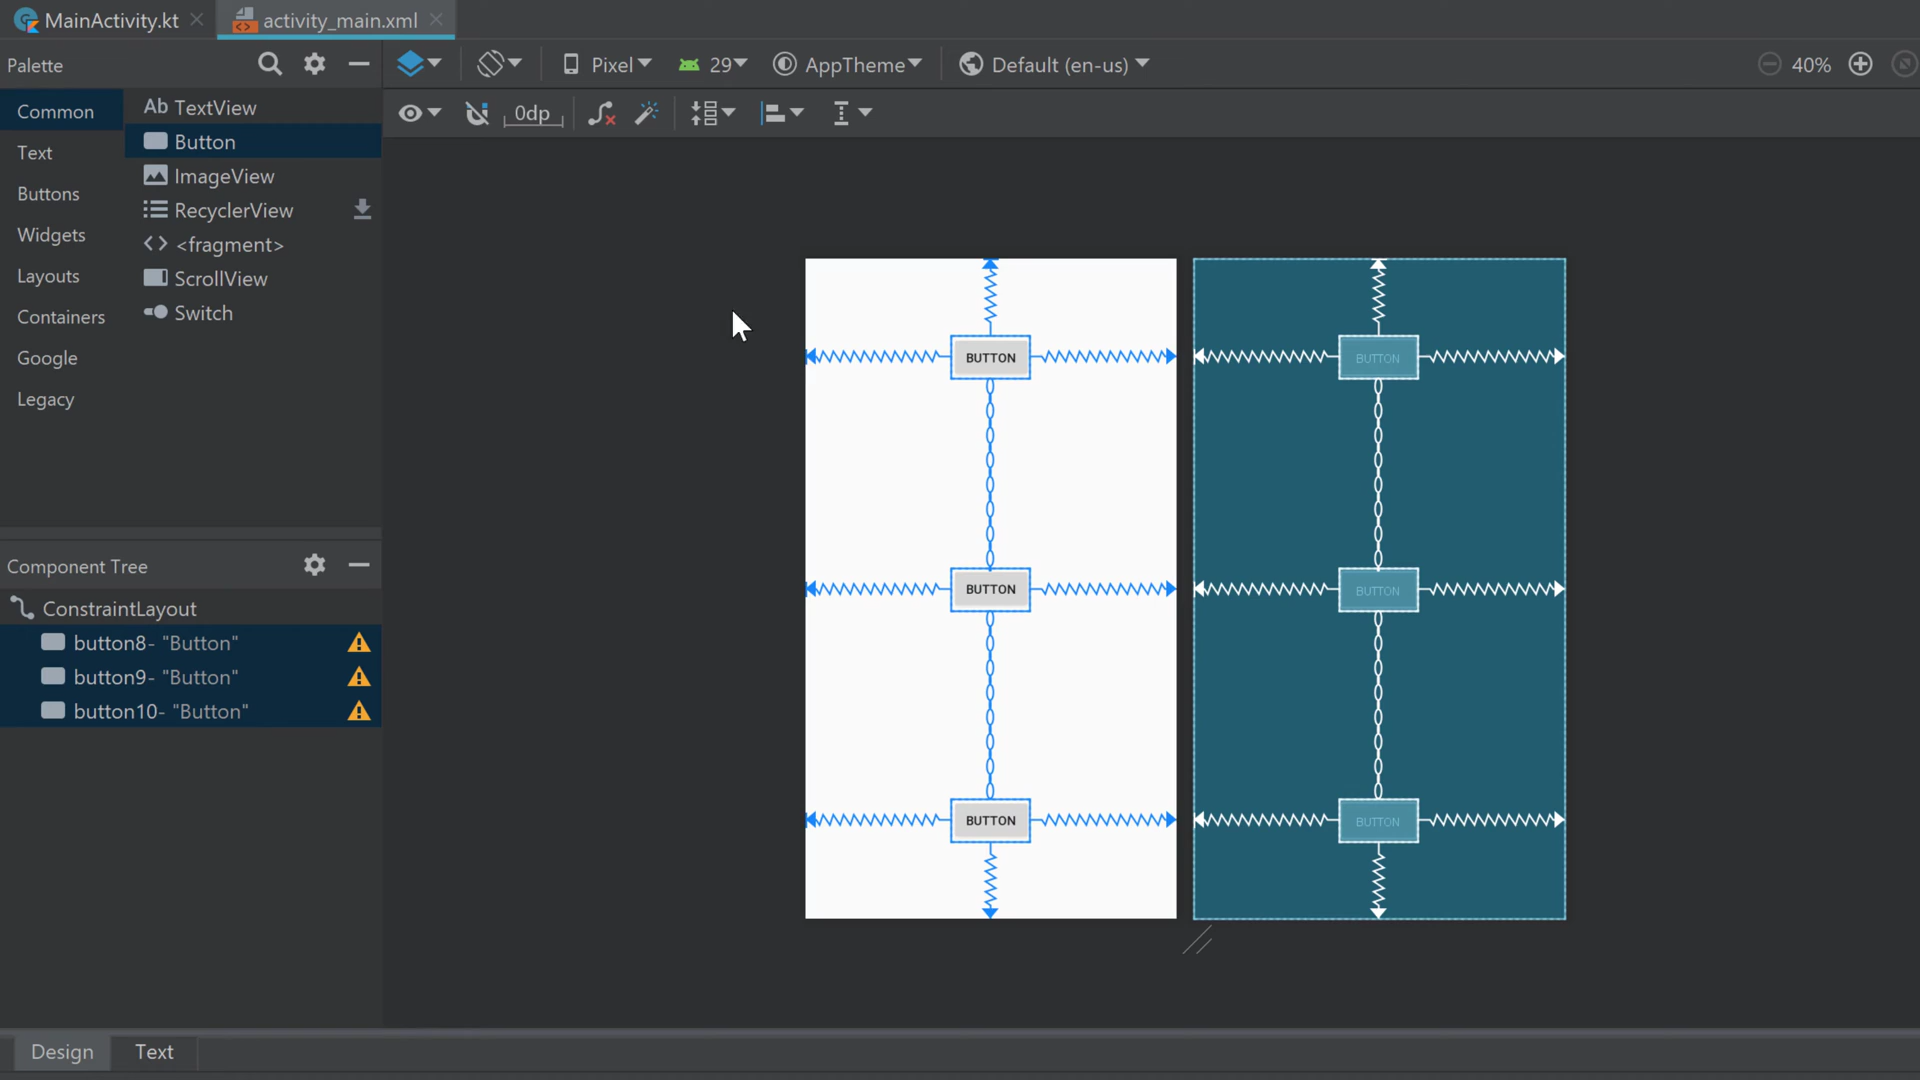 MainActivity.kt
activity_main.xml
Palette
Pixel
29
AppTheme
Default (en-us)
40%
0dp
Common
Text
Buttons
Widgets
Layouts
Containers
Google
Legacy
Ab TextView
Button
ImageView
RecyclerView
<> <fragment>
ScrollView
Switch
BUTTON
BUTTON
BUTTON
BUTTON
BUTTON
BUTTON
Component Tree
ConstraintLayout
button8- "Button"
button9- "Button"
button10- "Button"
Design
Text